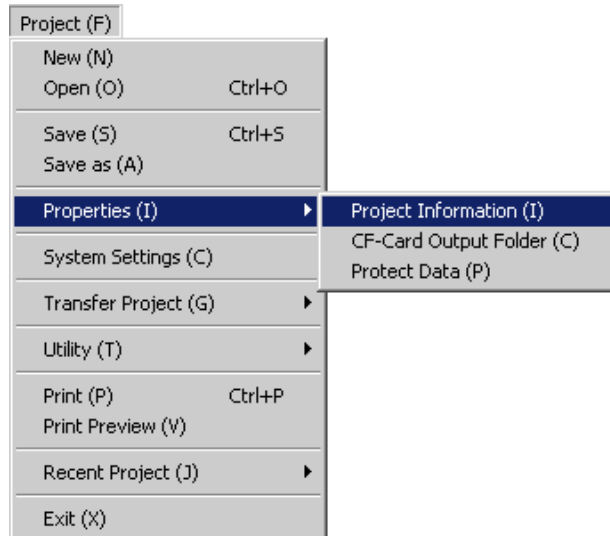 Project (F)
New (N)
Open (O) Ctrl+O
Save (S) Ctrl+S
Save as (A)
Properties (I)
Project Information (I)
CF-Card Output Folder (C)
Protect Data (P)
System Settings (C)
Transfer Project (G)
Utility (T)
Print (P) Ctrl+P
Print Preview (V)
Recent Project (J)
Exit (X)